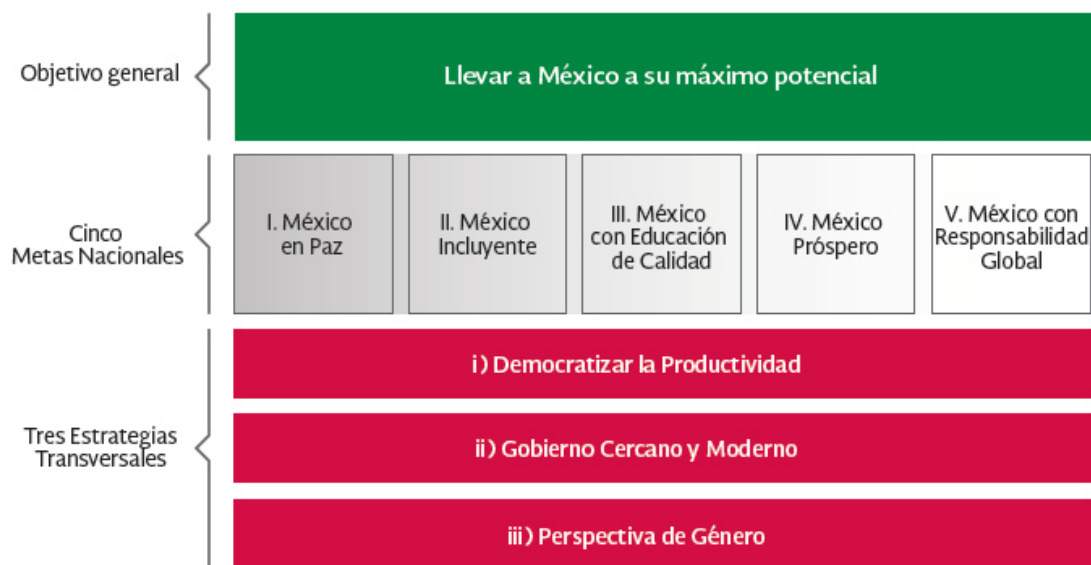 Objetivo general
Llevar a México a su máximo potencial
Cinco
Metas Nacionales
I. México
en Paz
II. México
Incluyente
III. México
con Educación
de Calidad
IV. México
Próspero
V. México con
Responsabilidad
Global
Tres Estrategias
Transversales
i) Democratizar la Productividad
ii) Gobierno Cercano y Moderno
iii) Perspectiva de Género